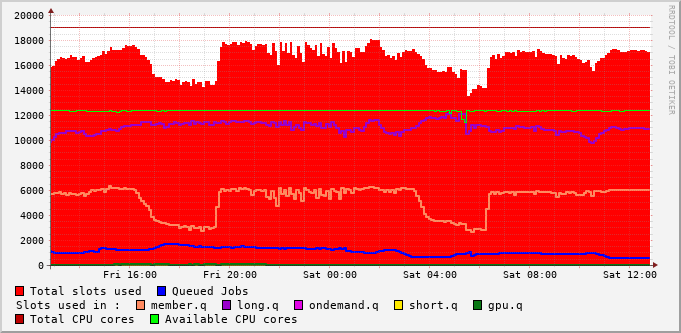 20000
18000
16000
14000
12000
10000
8000
6000
4000
2000
0
Fri 16:00 Fri 20:00 Sat 00:00 Sat 04:00 Sat 08:00 Sat 12:00
Total slots used Queued Jobs
Slots used in : member.q long.q ondemand.q short.q gpu.q
Total CPU cores Available CPU cores
RRDTOOL / TOBI OETIKER